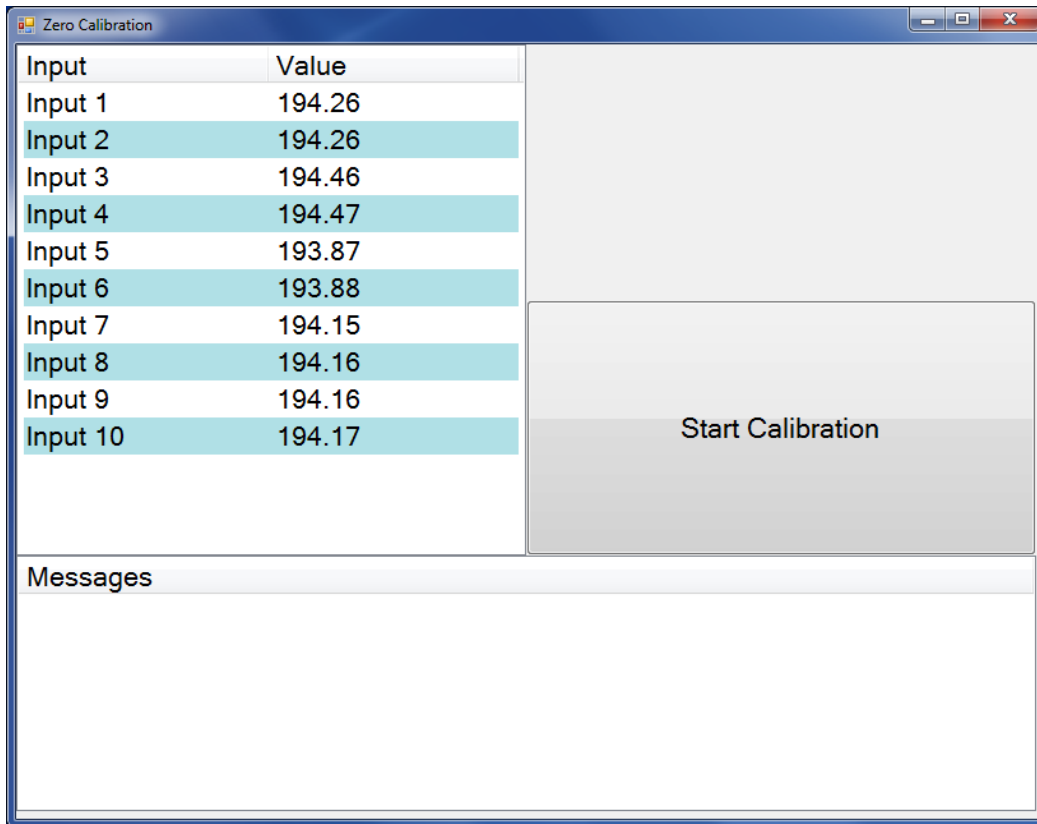 Zero Calibration
Input Value
Input 1 194.26
Input 2 194.26
Input 3 194.46
Input 4 194.47
Input 5 193.87
Input 6 193.88
Input 7 194.15
Input 8 194.16
Input 9 194.16
Input 10 194.17
Start Calibration
Messages